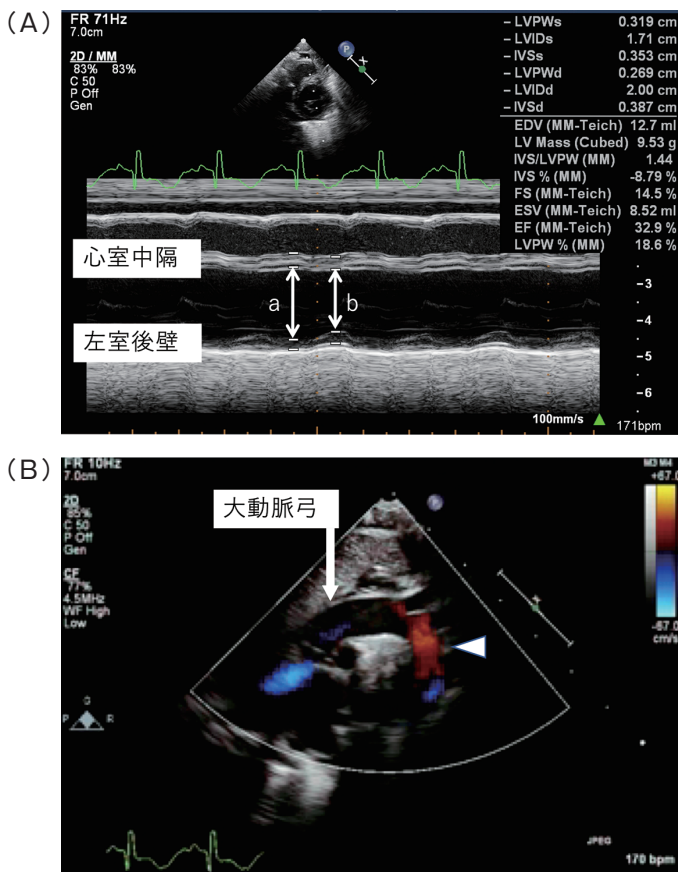 (A)
FR 71Hz
7.0cm
2D / MM
83% 83%
C 50
P Off
Gen
P
– LVPWs 0.319 cm
– LVIDs 1.71 cm
– IVSs 0.353 cm
– LVPWd 0.269 cm
– LVIDd 2.00 cm
– IVSd 0.387 cm
EDV (MM-Teich) 12.7 ml
LV Mass (Cubed) 9.53 g
IVS/LVPW (MM) 1.44
IVS % (MM) -8.79 %
FS (MM-Teich) 14.5 %
ESV (MM-Teich) 8.52 ml
EF (MM-Teich) 32.9 %
LVPW % (MM) 18.6 %
心室中隔
a
b
左室後壁
-3
-4
-5
-6
100mm/s
171bpm
(B)
FR 10Hz
7.0cm
2D
85%
C 50
P Off
Gen
CF
77%
4.5MHz
WF High
Low
大動脈弓
P
M3 M4
+67.0
-67.0
cm/s
G
P R
JPEG
170 bpm